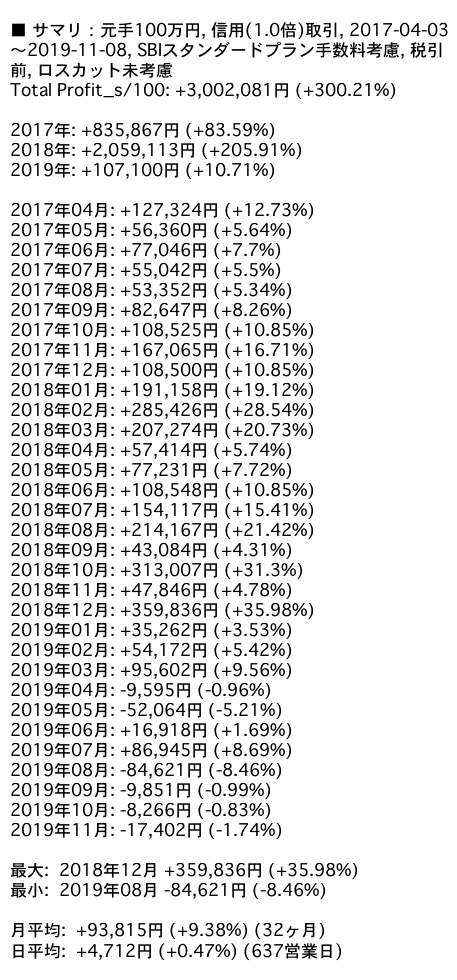 ■ サマリ：元手100万円, 信用(1.0倍)取引, 2017-04-03
〜2019-11-08, SBIスタンダードプラン手数料考慮, 税引
前, ロスカット未考慮
Total Profit_s/100: +3,002,081円 (+300.21%)
2017年: +835,867円 (+83.59%)
2018年: +2,059,113円 (+205.91%)
2019年: +107,100円 (+10.71%)
2017年04月: +127,324円 (+12.73%)
2017年05月: +56,360円 (+5.64%)
2017年06月: +77,046円 (+7.7%)
2017年07月: +55,042円 (+5.5%)
2017年08月: +53,352円 (+5.34%)
2017年09月: +82,647円 (+8.26%)
2017年10月: +108,525円 (+10.85%)
2017年11月: +167,065円 (+16.71%)
2017年12月: +108,500円 (+10.85%)
2018年01月: +191,158円 (+19.12%)
2018年02月: +285,426円 (+28.54%)
2018年03月: +207,274円 (+20.73%)
2018年04月: +57,414円 (+5.74%)
2018年05月: +77,231円 (+7.72%)
2018年06月: +108,548円 (+10.85%)
2018年07月: +154,117円 (+15.41%)
2018年08月: +214,167円 (+21.42%)
2018年09月: +43,084円 (+4.31%)
2018年10月: +313,007円 (+31.3%)
2018年11月: +47,846円 (+4.78%)
2018年12月: +359,836円 (+35.98%)
2019年01月: +35,262円 (+3.53%)
2019年02月: +54,172円 (+5.42%)
2019年03月: +95,602円 (+9.56%)
2019年04月: -9,595円 (-0.96%)
2019年05月: -52,064円 (-5.21%)
2019年06月: +16,918円 (+1.69%)
2019年07月: +86,945円 (+8.69%)
2019年08月: -84,621円 (-8.46%)
2019年09月: -9,851円 (-0.99%)
2019年10月: -8,266円 (-0.83%)
2019年11月: -17,402円 (-1.74%)
最大: 2018年12月 +359,836円 (+35.98%)
最小: 2019年08月 -84,621円 (-8.46%)
月平均: +93,815円 (+9.38%) (32ヶ月)
日平均: +4,712円 (+0.47%) (637営業日)